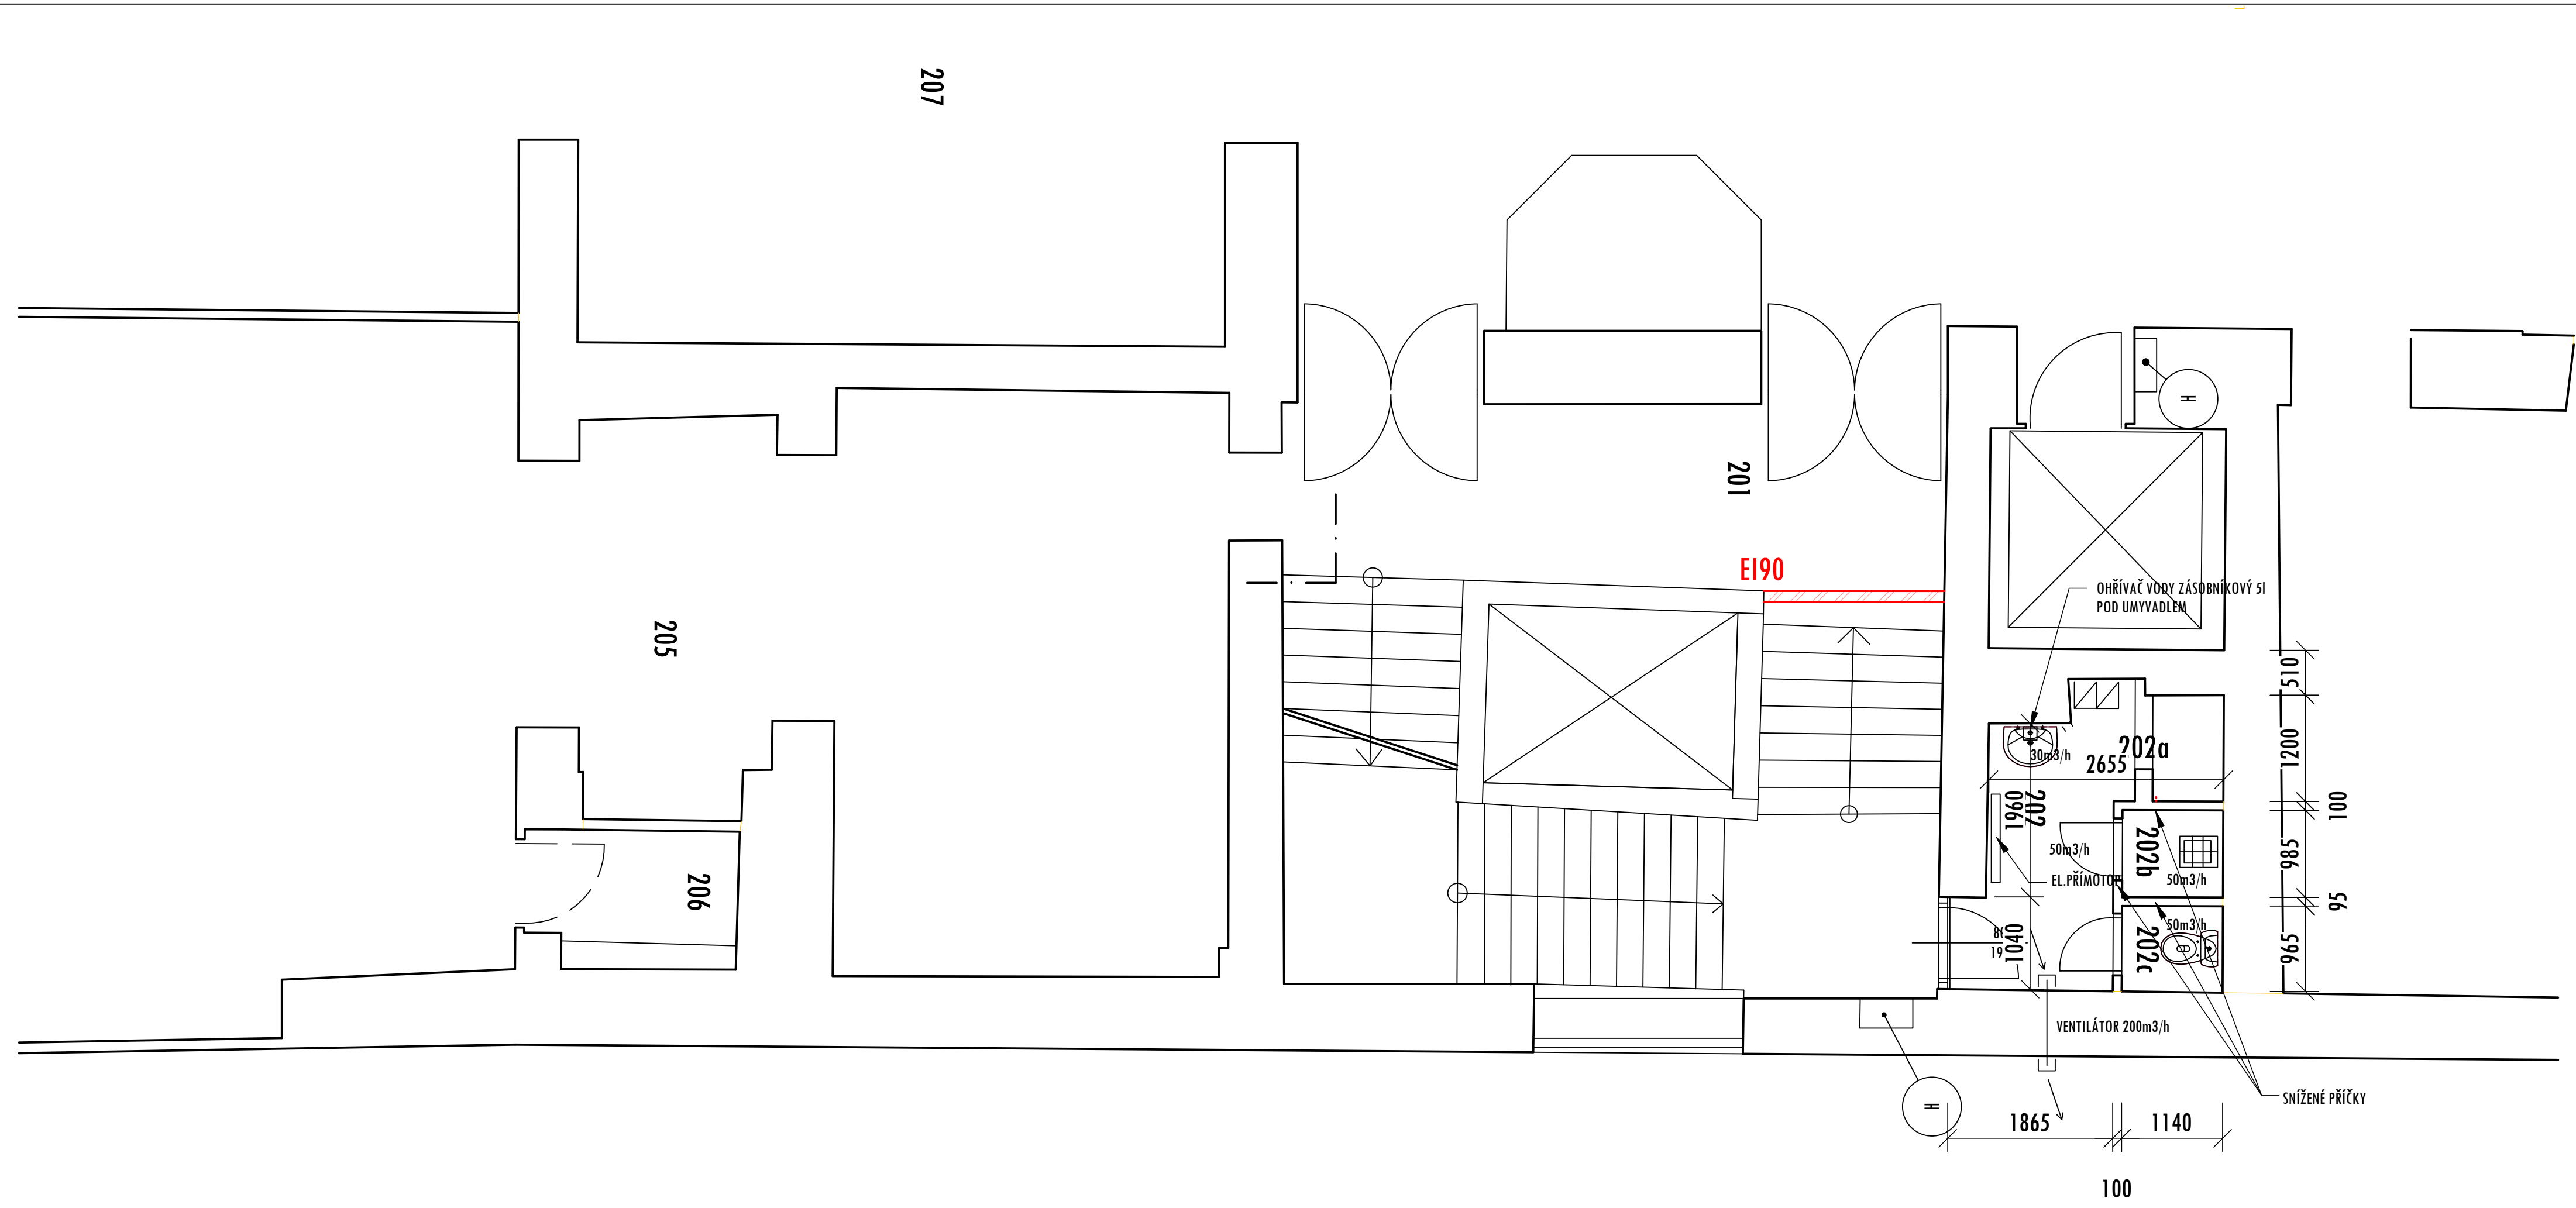 207
201
H
EI90
OHŘÍVAČ VODY ZÁSOBNÍKOVÝ 5l
POD UMYVADLEM
205
510
1200
100
985
95
965
202a
30m3/h
2655
1960
202
50m3/h
202b
EL.PŘÍMOTOP
50m3/h
206
50m3/h
202c
1040
VENTILÁTOR 200m3/h
SNÍŽENÉ PŘÍČKY
H
1865
1140
100